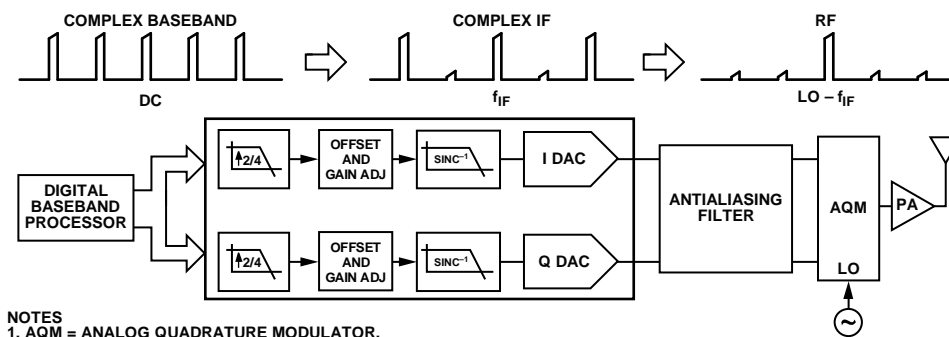 COMPLEX BASEBAND
COMPLEX IF
RF
DC
fIF
LO – fIF
DIGITAL
BASEBAND
PROCESSOR
2/4
OFFSET
AND
GAIN ADJ
SINC–1
I DAC
2/4
OFFSET
AND
GAIN ADJ
SINC–1
Q DAC
ANTIALIASING
FILTER
AQM
LO
PA
~
NOTES
1. AQM = ANALOG QUADRATURE MODULATOR.